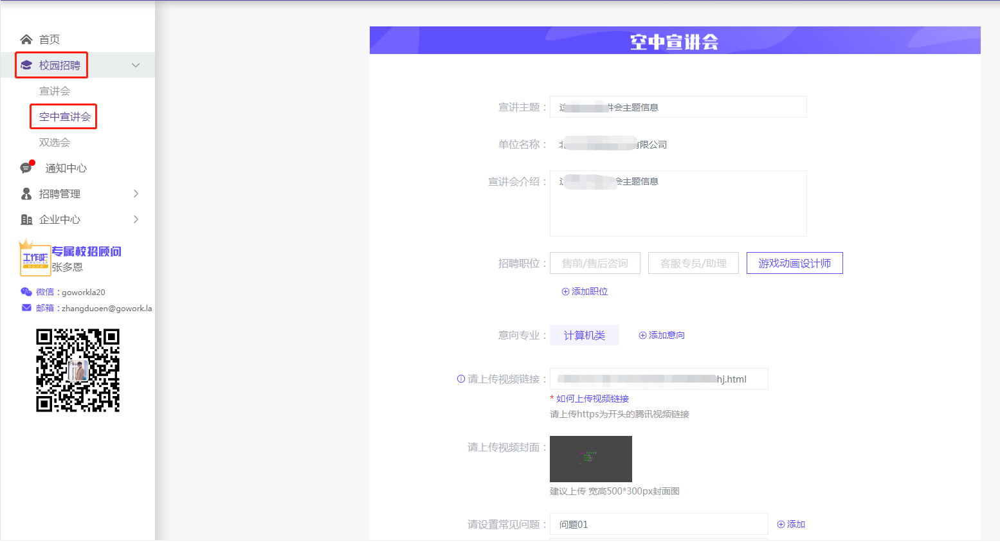 首页
校园招聘
宣讲会
空中宣讲会
双选会
通知中心
招聘管理
企业中心
工作啦
GOWORK.LA
专属校招顾问
张多恩
微信：goworkla20
邮箱：zhangduoen@gowork.la
空中宣讲会
宣讲主题：
讲会主题信息
单位名称：
有限公司
宣讲会介绍：
会主题信息
招聘职位：
售前/售后咨询
客服专员/助理
游戏动画设计师
添加职位
意向专业：
计算机类
添加意向
请上传视频链接：
hj.html
* 如何上传视频链接
请上传https为开头的腾讯视频链接
请上传视频封面：
建议上传 宽高500*300px封面图
请设置常见问题：
问题01
添加